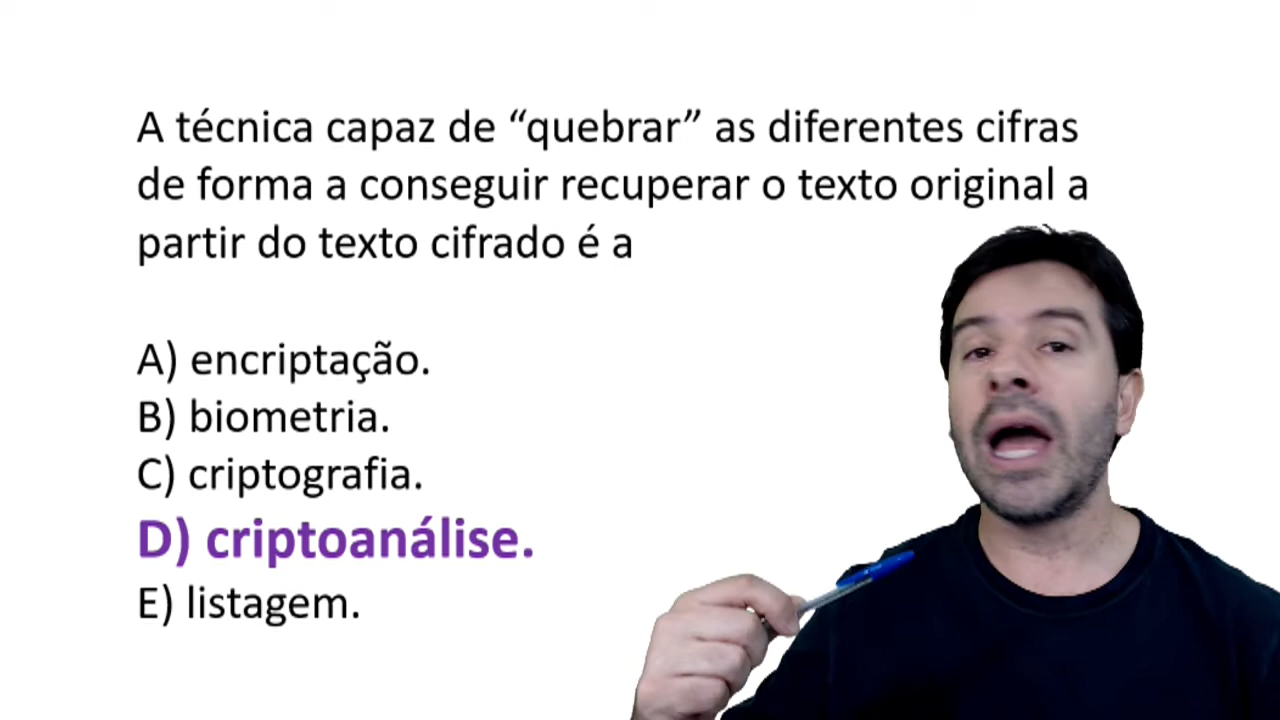 A técnica capaz de “quebrar” as diferentes cifras
de forma a conseguir recuperar o texto original a
partir do texto cifrado é a
A) encriptação.
B) biometria.
C) criptografia.
D) criptoanálise.
E) listagem.